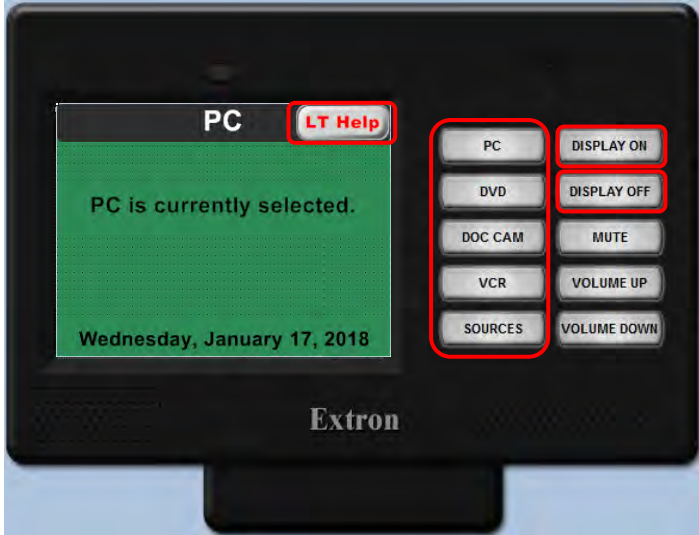 PC
LT Help
PC is currently selected.
Wednesday, January 17, 2018
PC
DISPLAY ON
DVD
DISPLAY OFF
DOC CAM
MUTE
VCR
VOLUME UP
SOURCES
VOLUME DOWN
Extron